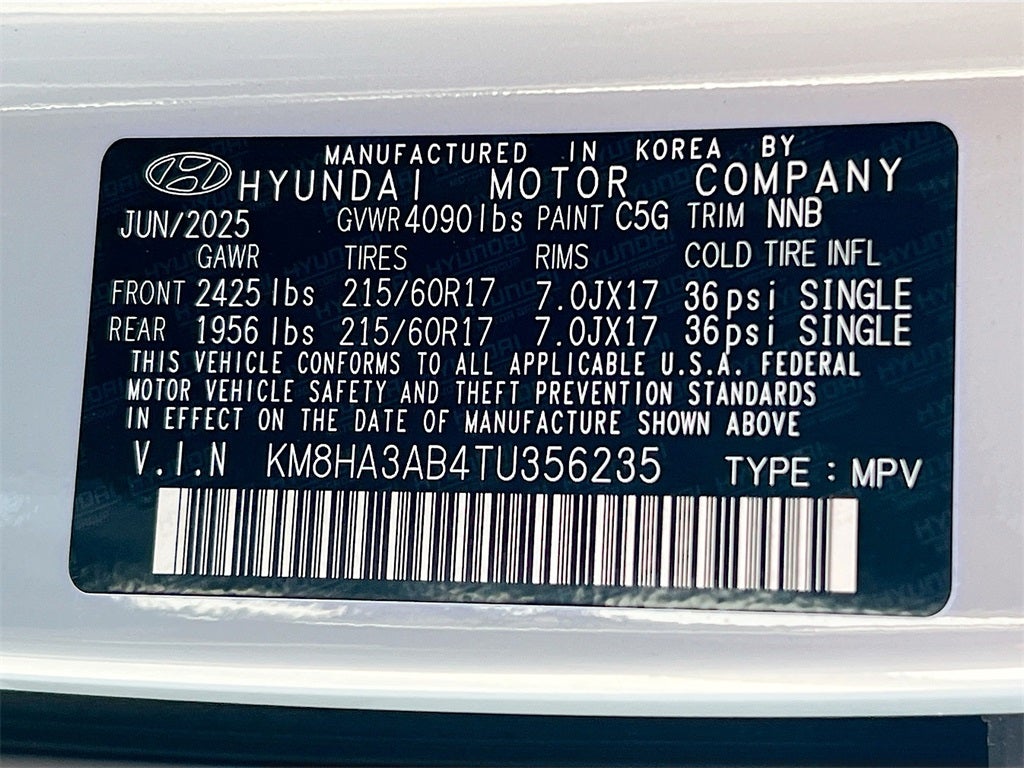 MANUFACTURED IN KOREA BY
HYUNDAI MOTOR COMPANY
JUN/2025 GVWR 4090 lbs PAINT C5G TRIM NNB
GAWR TIRES RIMS COLD TIRE INFL
FRONT 2425 lbs 215/60R17 7.0JX17 36psi SINGLE
REAR 1956 lbs 215/60R17 7.0JX17 36psi SINGLE
THIS VEHICLE CONFORMS TO ALL APPLICABLE U.S.A. FEDERAL
MOTOR VEHICLE SAFETY AND THEFT PREVENTION STANDARDS
IN EFFECT ON THE DATE OF MANUFACTURE SHOWN ABOVE
V.I.N KM8HA3AB4TU356235 TYPE : MPV